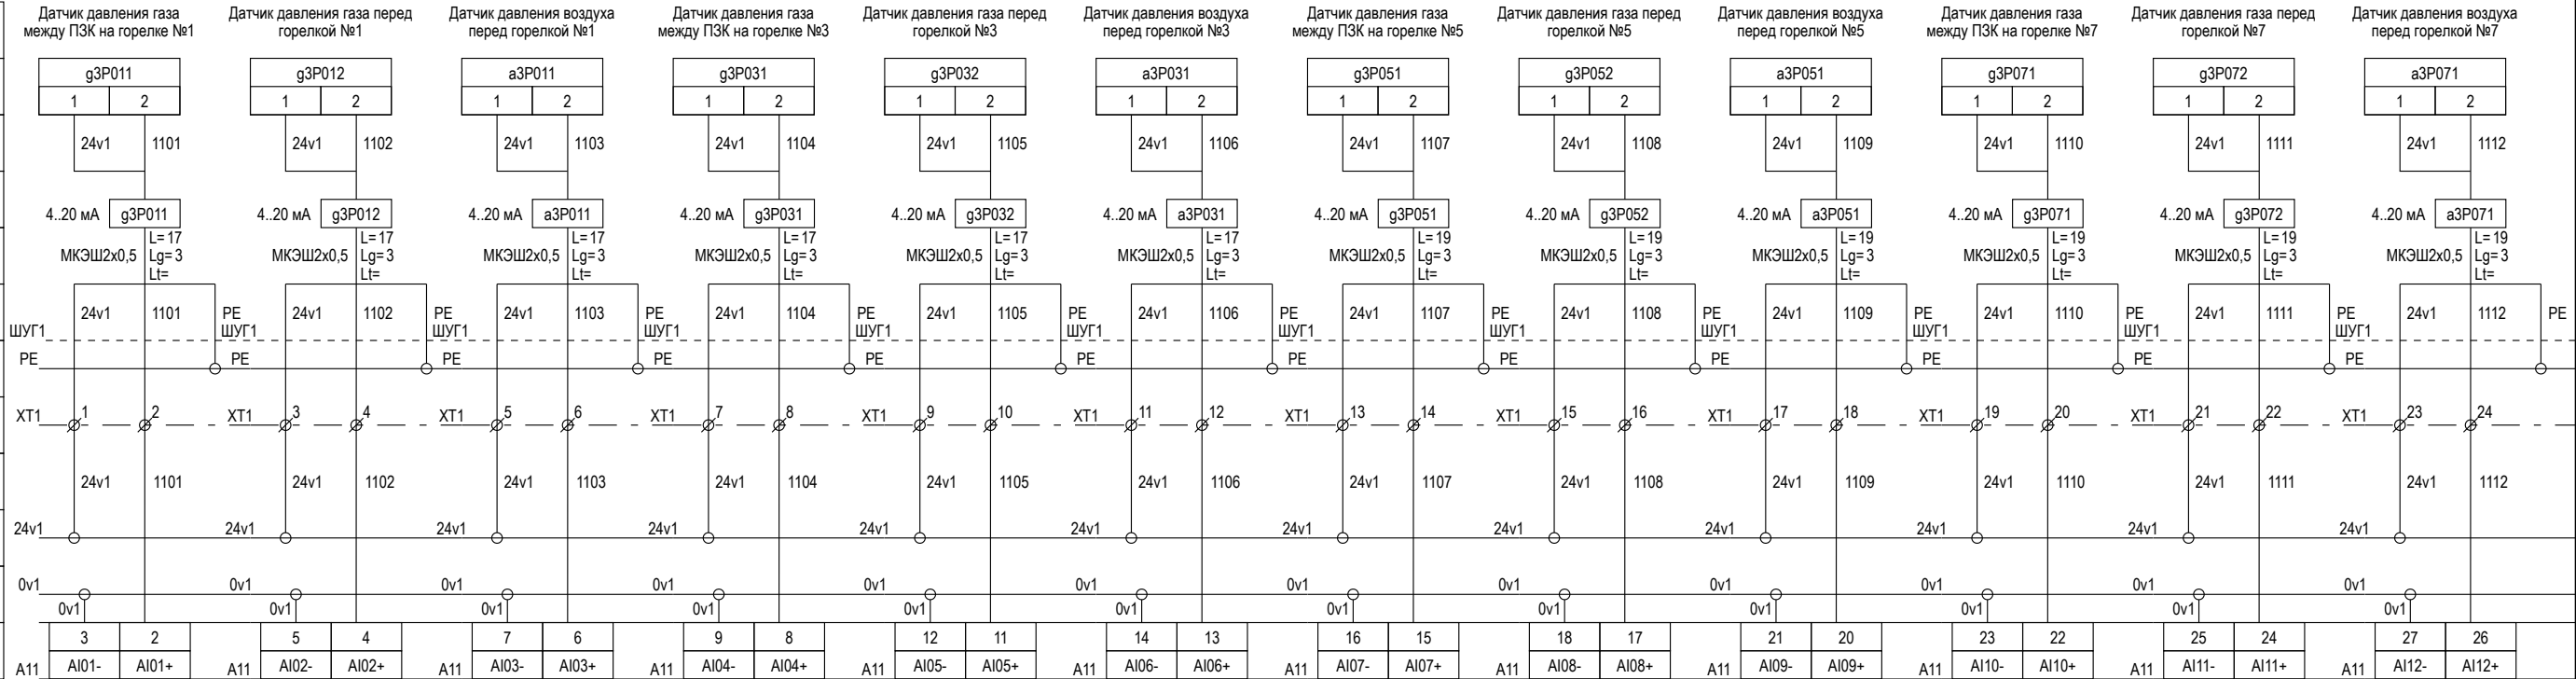 Датчик давления газа Датчик давления газа перед Датчик давления воздуха Датчик давления газа Датчик давления газа перед Датчик давления воздуха Датчик давления газа Датчик давления газа перед Датчик давления воздуха Датчик давления газа Датчик давления газа перед Датчик давления воздуха
между ПЗК на горелке №1 горелкой №1 перед горелкой №1 между ПЗК на горелке №3 горелкой №3 перед горелкой №3 между ПЗК на горелке №5 горелкой №5 перед горелкой №5 между ПЗК на горелке №7 горелкой №7 перед горелкой №7
g3P011 g3P012 a3P011 g3P031 g3P032 a3P031 g3P051 g3P052 a3P051 g3P071 g3P072 a3P071
1 2 1 2 1 2 1 2 1 2 1 2 1 2 1 2 1 2 1 2 1 2 1 2
24v1 1101 24v1 1102 24v1 1103 24v1 1104 24v1 1105 24v1 1106 24v1 1107 24v1 1108 24v1 1109 24v1 1110 24v1 1111 24v1 1112
4..20 мА g3P011 4..20 мА g3P012 4..20 мА a3P011 4..20 мА g3P031 4..20 мА g3P032 4..20 мА a3P031 4..20 мА g3P051 4..20 мА g3P052 4..20 мА a3P051 4..20 мА g3P071 4..20 мА g3P072 4..20 мА a3P071
L=17 L=17 L=17 L=17 L=17 L=17 L=19 L=19 L=19 L=19 L=19 L=19
МКЭШ2х0,5 Lg=3 МКЭШ2х0,5 Lg=3 МКЭШ2х0,5 Lg=3 МКЭШ2х0,5 Lg=3 МКЭШ2х0,5 Lg=3 МКЭШ2х0,5 Lg=3 МКЭШ2х0,5 Lg=3 МКЭШ2х0,5 Lg=3 МКЭШ2х0,5 Lg=3 МКЭШ2х0,5 Lg=3 МКЭШ2х0,5 Lg=3 МКЭШ2х0,5 Lg=3
Lt= Lt= Lt= Lt= Lt= Lt= Lt= Lt= Lt= Lt= Lt= Lt=
24v1 1101 PE 24v1 1102 PE 24v1 1103 PE 24v1 1104 PE 24v1 1105 PE 24v1 1106 PE 24v1 1107 PE 24v1 1108 PE 24v1 1109 PE 24v1 1110 PE 24v1 1111 PE 24v1 1112 PE
ШУГ1 ШУГ1 ШУГ1 ШУГ1 ШУГ1 ШУГ1 ШУГ1 ШУГ1 ШУГ1 ШУГ1 ШУГ1 ШУГ1
PE PE PE PE PE PE PE PE PE PE PE PE
XT1 1 2 XT1 3 4 XT1 5 6 XT1 7 8 XT1 9 10 XT1 11 12 XT1 13 14 XT1 15 16 XT1 17 18 XT1 19 20 XT1 21 22 XT1 23 24
24v1 1101 24v1 1102 24v1 1103 24v1 1104 24v1 1105 24v1 1106 24v1 1107 24v1 1108 24v1 1109 24v1 1110 24v1 1111 24v1 1112
24v1 24v1 24v1 24v1 24v1 24v1 24v1 24v1 24v1 24v1 24v1 24v1
0v1 0v1 0v1 0v1 0v1 0v1 0v1 0v1 0v1 0v1 0v1 0v1
0v1 0v1 0v1 0v1 0v1 0v1 0v1 0v1 0v1 0v1 0v1 0v1
3 2 5 4 7 6 9 8 12 11 14 13 16 15 18 17 21 20 23 22 25 24 27 26
A11 AI01- AI01+ A11 AI02- AI02+ A11 AI03- AI03+ A11 AI04- AI04+ A11 AI05- AI05+ A11 AI06- AI06+ A11 AI07- AI07+ A11 AI08- AI08+ A11 AI09- AI09+ A11 AI10- AI10+ A11 AI11- AI11+ A11 AI12- AI12+